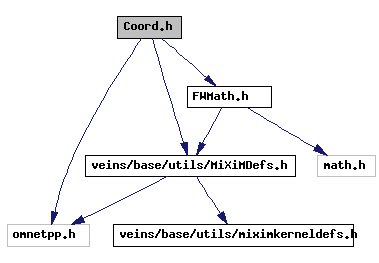 Coord.h
FWMath.h
veins/base/utils/MiXiMDefs.h
math.h
omnetpp.h
veins/base/utils/miximkerneldefs.h